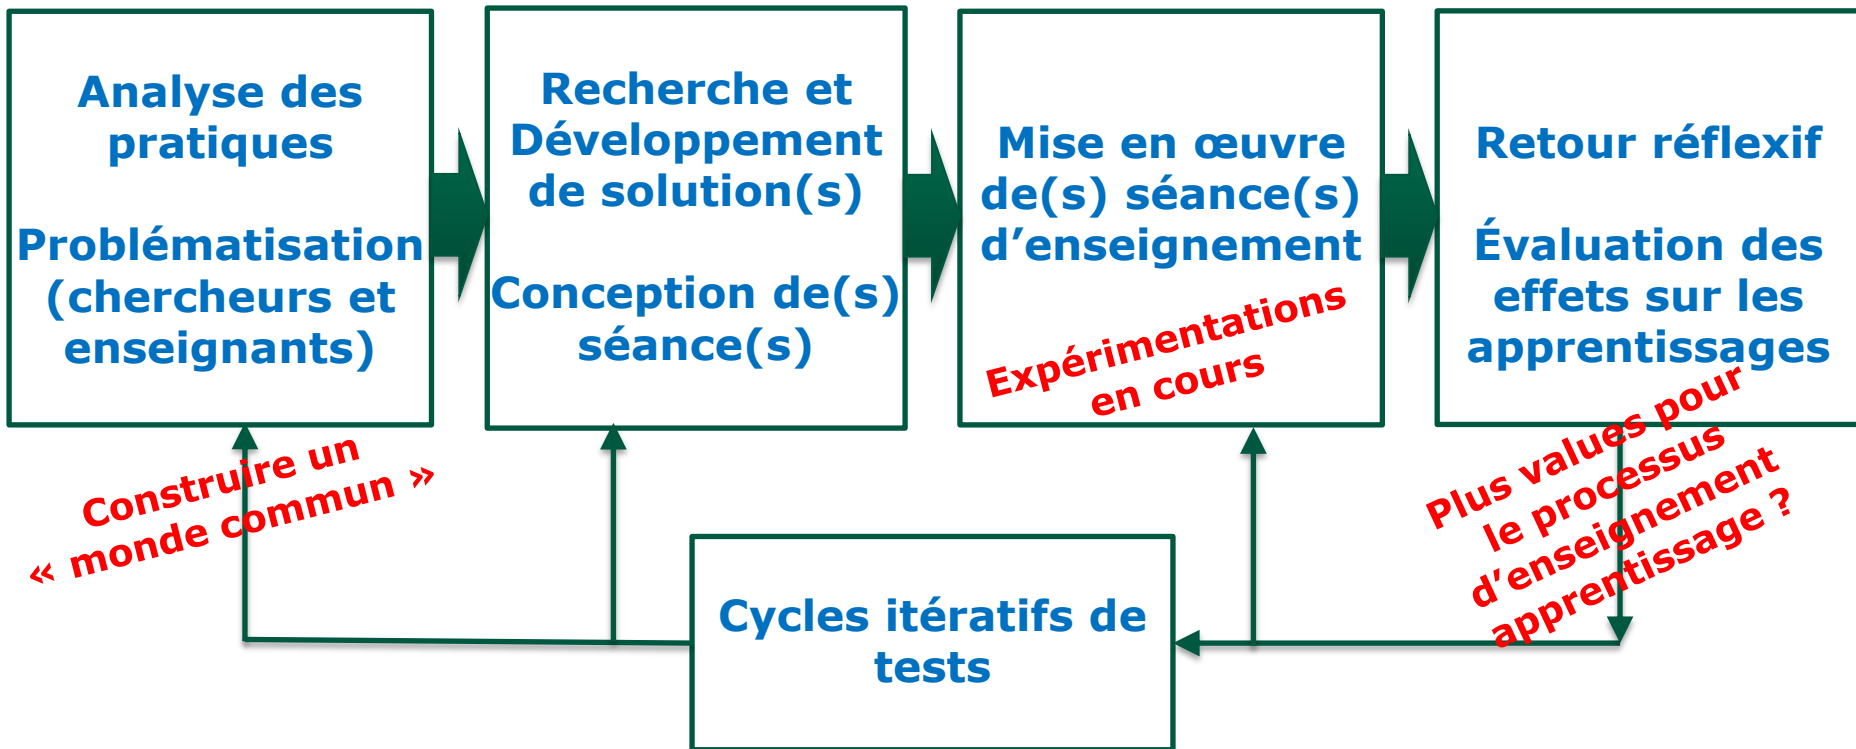 Analyse des
pratiques
Problématisation
(chercheurs et
enseignants)
Recherche et
Développement
de solution(s)
Conception de(s)
séance(s)
Mise en œuvre
de(s) séance(s)
d’enseignement
Expérimentations
en cours
Retour réflexif
Évaluation des
effets sur les
apprentissages
Construire un
« monde commun »
Plus values pour
le processus
d’enseignement
apprentissage ?
Cycles itératifs de
tests